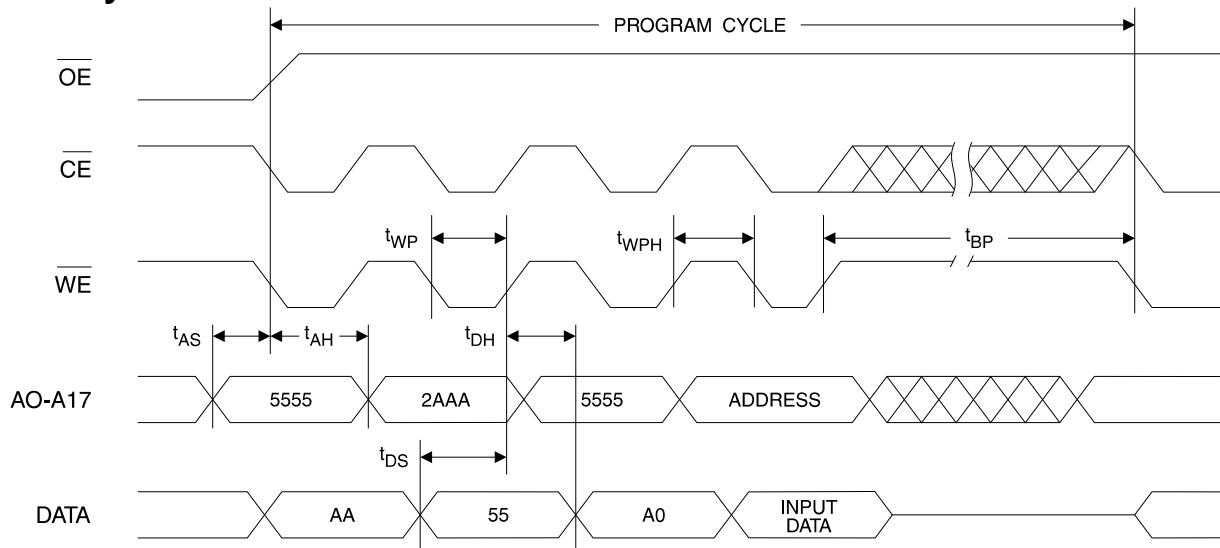 PROGRAM CYCLE
OE
CE
tWP
tWPH
tBP
WE
tAS
tAH
tDH
AO-A17
5555
2AAA
5555
ADDRESS
tDS
DATA
AA
55
A0
INPUT
DATA